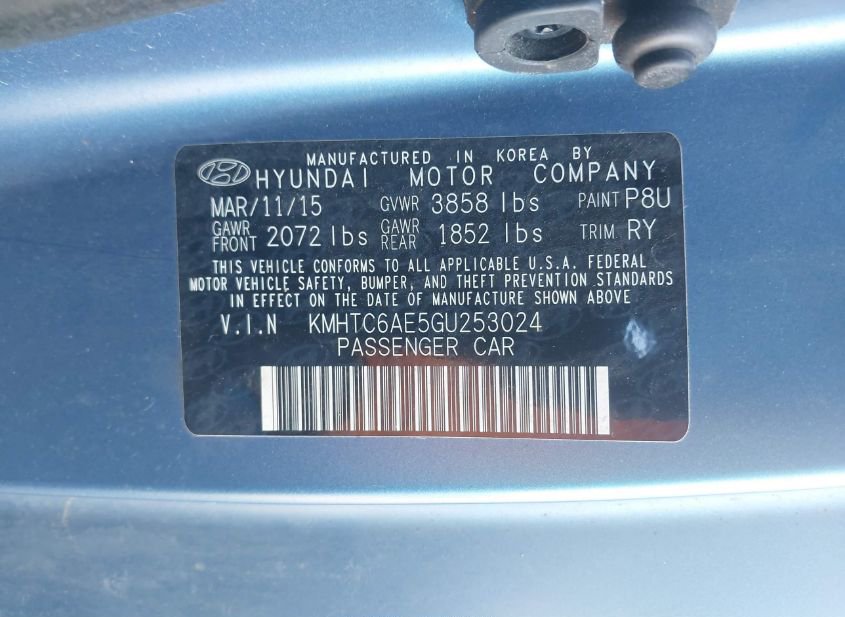 MANUFACTURED IN KOREA BY
HYUNDAI MOTOR COMPANY
MAR/11/15 GVWR 3858 lbs PAINT P8U
GAWR FRONT 2072 lbs GAWR REAR 1852 lbs TRIM RY
THIS VEHICLE CONFORMS TO ALL APPLICABLE U.S.A. FEDERAL
MOTOR VEHICLE SAFETY, BUMPER, AND THEFT PREVENTION STANDARDS
IN EFFECT ON THE DATE OF MANUFACTURE SHOWN ABOVE
V.I.N KMHTC6AE5GU253024
PASSENGER CAR